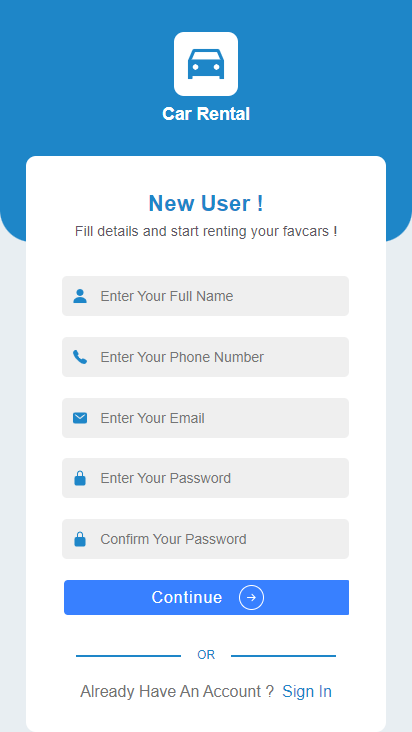 Car Rental
New User !
Fill details and start renting your favcars !
Enter Your Full Name
Enter Your Phone Number
Enter Your Email
Enter Your Password
Confirm Your Password
Continue
OR
Already Have An Account ? Sign In